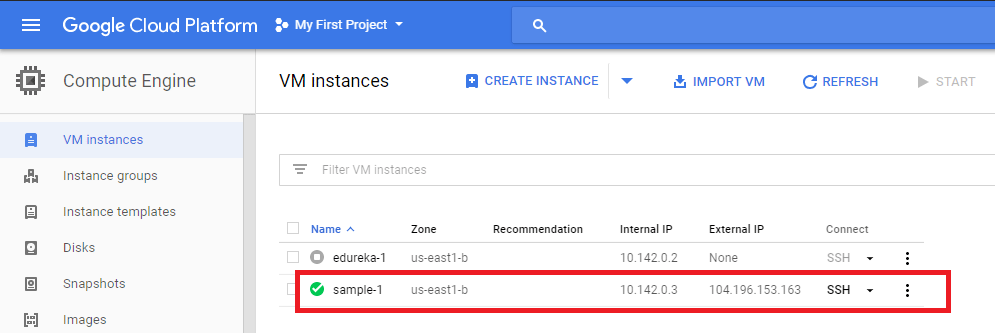 Google Cloud Platform My First Project
Compute Engine
VM instances CREATE INSTANCE IMPORT VM REFRESH START
VM instances
Instance groups
Instance templates
Disks
Snapshots
Images
Filter VM instances
Name Zone Recommendation Internal IP External IP Connect
edureka-1 us-east1-b 10.142.0.2 None SSH
sample-1 us-east1-b 10.142.0.3 104.196.153.163 SSH